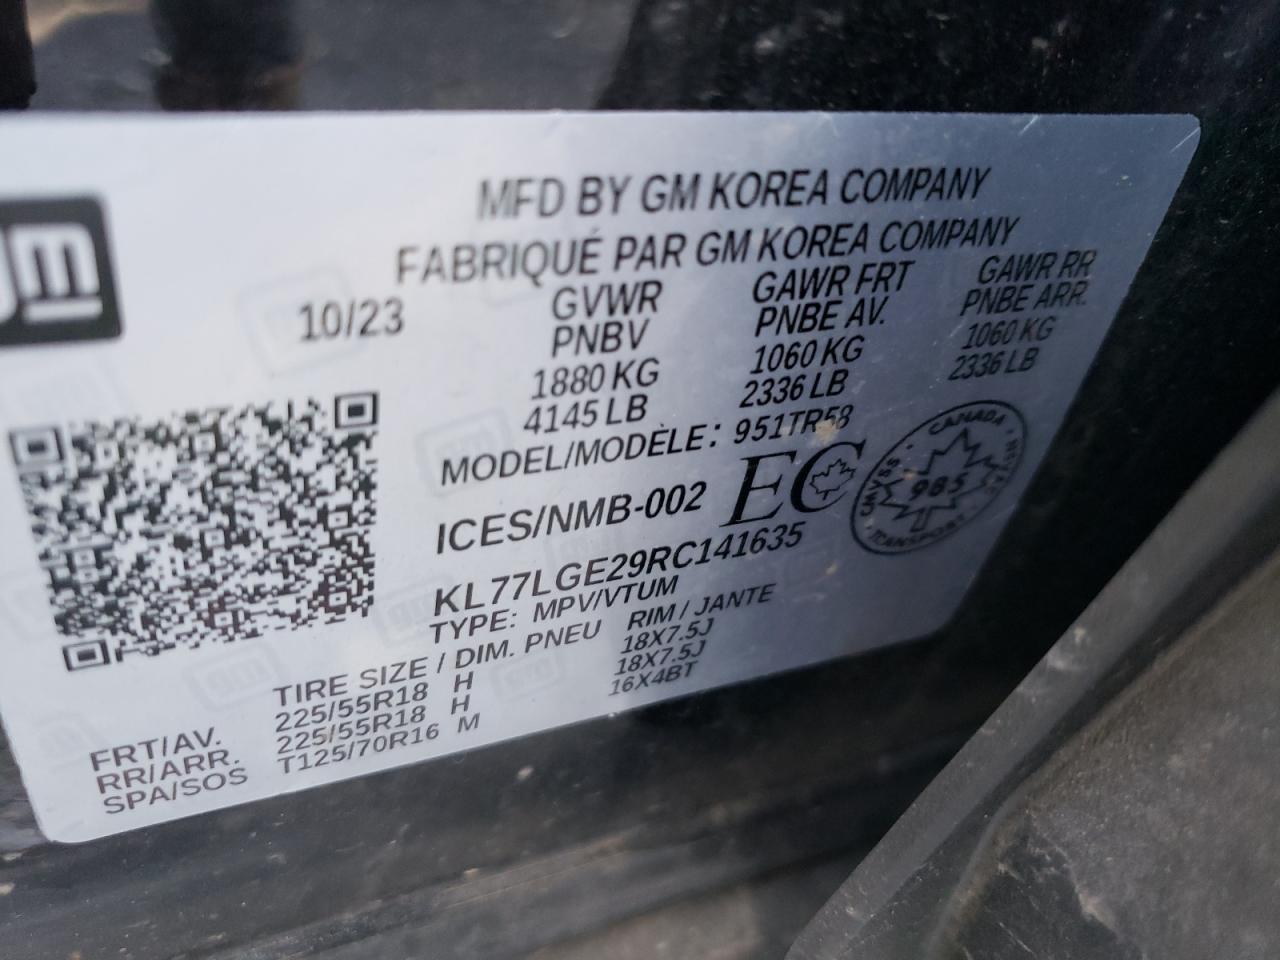 gm
MFD BY GM KOREA COMPANY
FABRIQUÉ PAR GM KOREA COMPANY
10/23 GVWR GAWR FRT GAWR RR
PNBV PNBE AV. PNBE ARR.
1880 KG 1060 KG 1060 KG
4145 LB 2336 LB 2336 LB
MODEL/MODÈLE: 951TR58
ICES/NMB-002 EC
CANADA
985
TRANSPORT
KL77LGE29RC141635
TYPE: MPV/VTUM
TIRE SIZE / DIM. PNEU RIM / JANTE
FRT/AV. 225/55R18 H 18X7.5J
RR/ARR. 225/55R18 H 18X7.5J
SPA/SOS T125/70R16 M 16X4BT